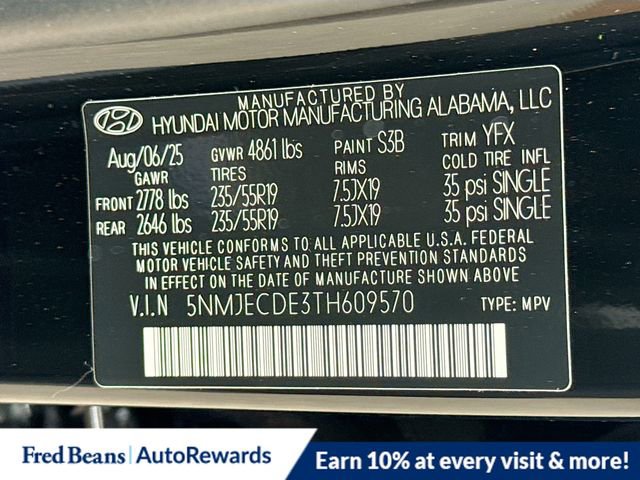 MANUFACTURED BY
HYUNDAI MOTOR MANUFACTURING ALABAMA, LLC
Aug/06/25 GVWR 4861 lbs PAINT S3B TRIM YFX
GAWR TIRES RIMS COLD TIRE INFL
FRONT 2778 lbs 235/55R19 7.5JX19 35 psi SINGLE
REAR 2646 lbs 235/55R19 7.5JX19 35 psi SINGLE
THIS VEHICLE CONFORMS TO ALL APPLICABLE U.S.A. FEDERAL
MOTOR VEHICLE SAFETY AND THEFT PREVENTION STANDARDS
IN EFFECT ON THE DATE OF MANUFACTURE SHOWN ABOVE
V.I.N 5NMJECDE3TH609570 TYPE: MPV
Fred Beans | AutoRewards
Earn 10% at every visit & more!